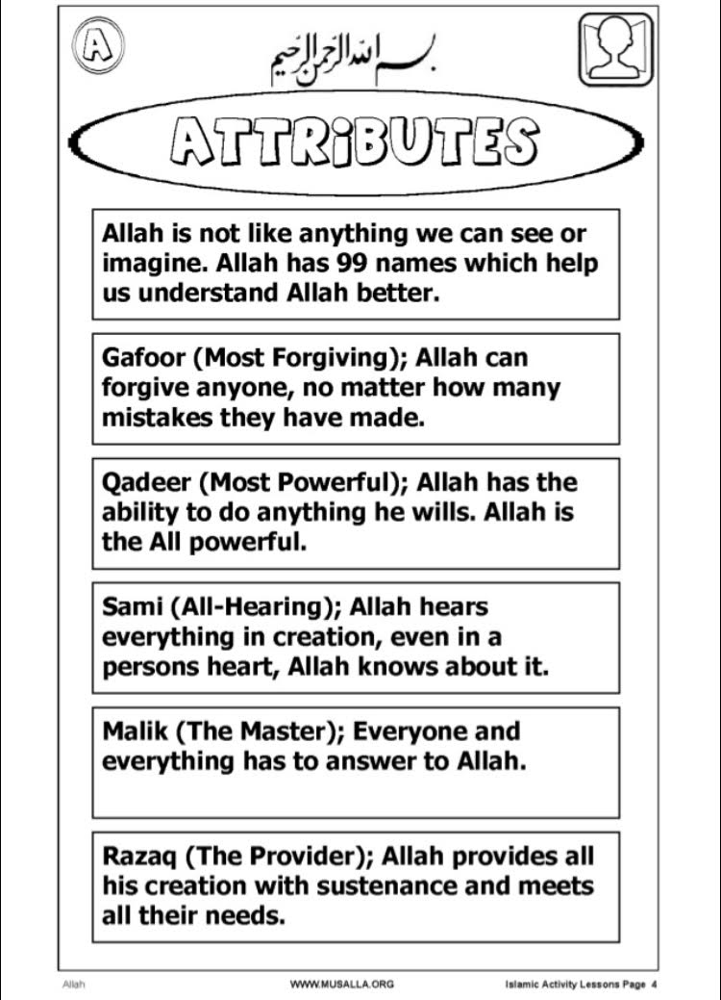 A
بسم الله الرحمن الرحيم
ATTRiBUTES
Allah is not like anything we can see or
imagine. Allah has 99 names which help
us understand Allah better.
Gafoor (Most Forgiving); Allah can
forgive anyone, no matter how many
mistakes they have made.
Qadeer (Most Powerful); Allah has the
ability to do anything he wills. Allah is
the All powerful.
Sami (All-Hearing); Allah hears
everything in creation, even in a
persons heart, Allah knows about it.
Malik (The Master); Everyone and
everything has to answer to Allah.
Razaq (The Provider); Allah provides all
his creation with sustenance and meets
all their needs.
Allah WWW.MUSALLA.ORG Islamic Activity Lessons Page 4